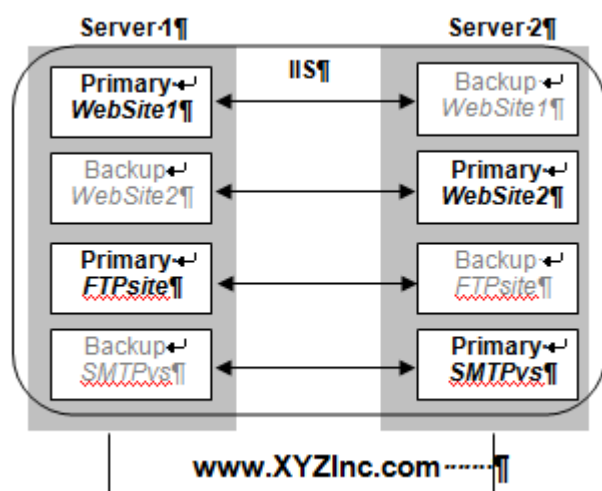 Server·1¶ Server·2¶
IIS¶
Primary·↵ Backup·↵
WebSite1¶ WebSite1¶
Backup↵ Primary·↵
WebSite2¶ WebSite2¶
Primary·↵ Backup·↵
FTPsite¶ FTPsite¶
Backup↵ Primary·↵
SMTPvs¶ SMTPvs¶
www.XYZInc.com······¶